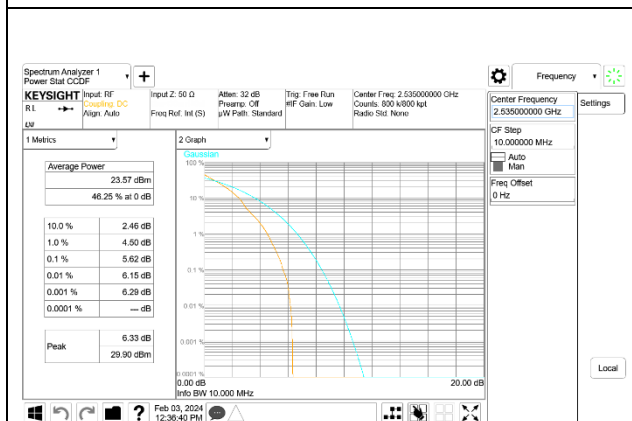 Spectrum Analyzer 1
Power Stat CCDF
+
Frequency
KEYSIGHT
Input: RF
Input Z: 50 Ω
Atten: 32 dB
Trig: Free Run
Center Freq: 2.535000000 GHz
R L
Coupling: DC
Preamp: Off
#IF Gain: Low
Counts: 800 k/800 kpt
Align: Auto
Freq Ref: Int (S)
µW Path: Standard
Radio Std: None
Center Frequency
2.535000000 GHz
Settings
CF Step
10.000000 MHz
Auto
Man
Freq Offset
0 Hz
1 Metrics
Average Power
23.57 dBm
46.25 % at 0 dB
10.0 % 2.46 dB
1.0 % 4.50 dB
0.1 % 5.62 dB
0.01 % 6.15 dB
0.001 % 6.29 dB
0.0001 % --- dB
Peak
6.33 dB
29.90 dBm
2 Graph
Gaussian
100 %
10 %
1 %
0.1 %
0.01 %
0.001 %
0.0001 %
0.00 dB 20.00 dB
Info BW 10.000 MHz
Local
?
Feb 03, 2024
12:36:40 PM